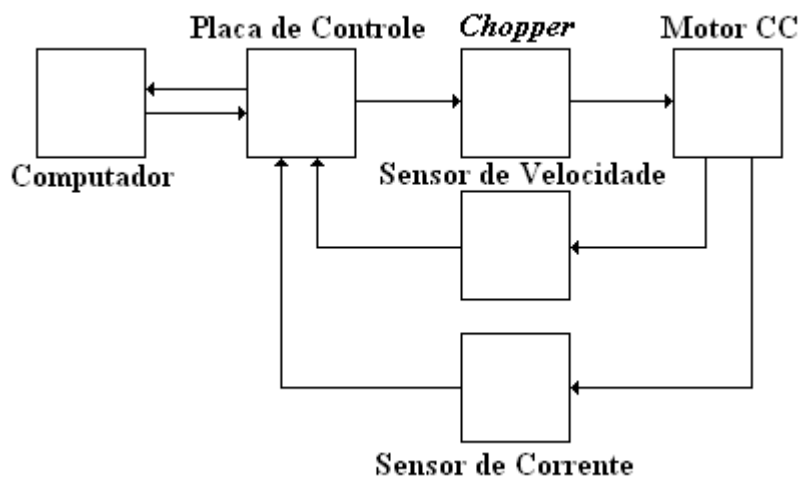 Placa de Controle
Chopper
Motor CC
Computador
Sensor de Velocidade
Sensor de Corrente